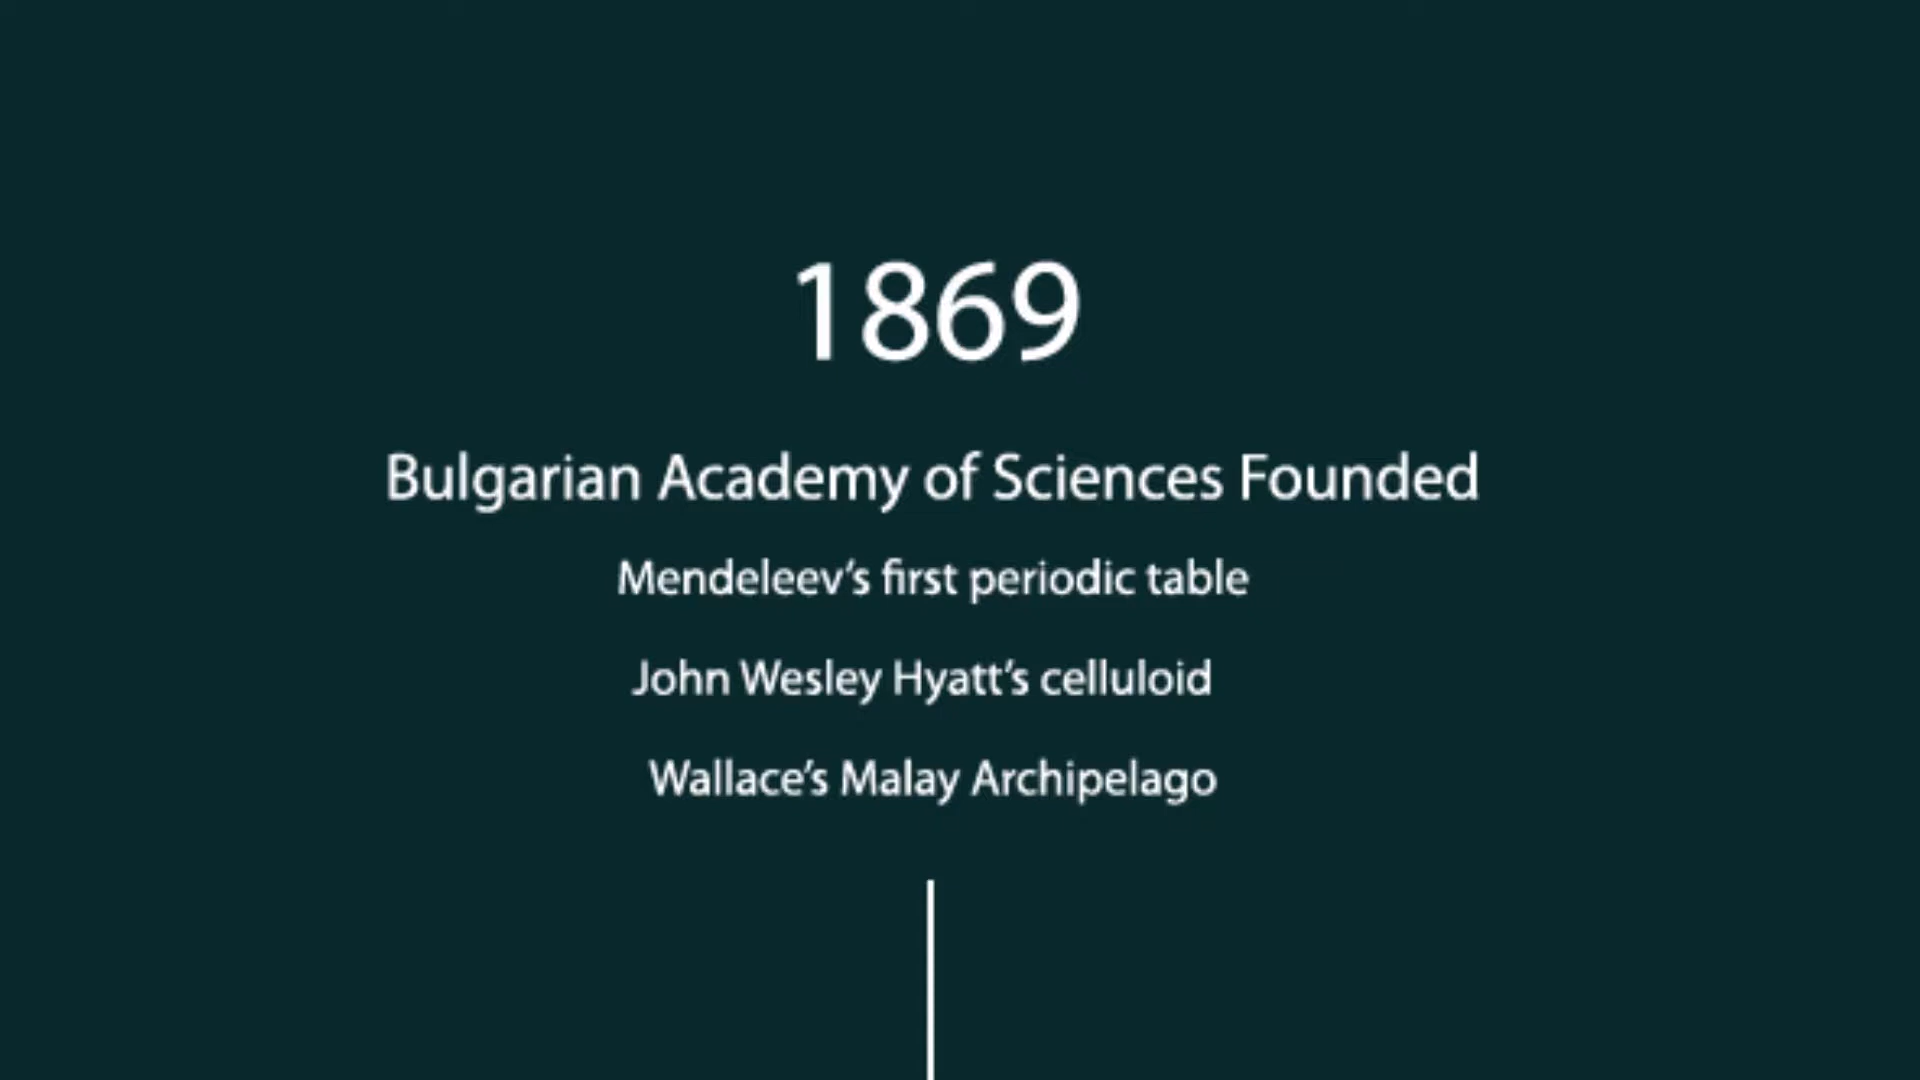 1869
Bulgarian Academy of Sciences Founded
Mendeleev’s first periodic table
John Wesley Hyatt’s celluloid
Wallace’s Malay Archipelago